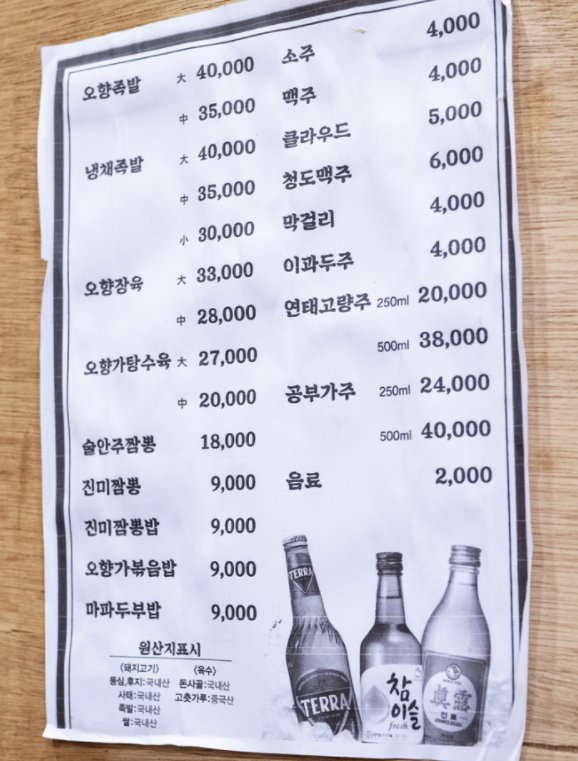 오향족발 大 40,000
中 35,000
냉채족발 大 40,000
中 35,000
小 30,000
오향장육 大 33,000
中 28,000
오향가탕수육 大 27,000
中 20,000
술안주짬뽕 18,000
진미짬뽕 9,000
진미짬뽕밥 9,000
오향가볶음밥 9,000
마파두부밥 9,000
원산지표시
〈돼지고기〉
등심,후지:국내산
사태:국내산
족발:국내산
쌀:국내산
〈육수〉
돈사골:국내산
고춧가루:중국산
소주 4,000
맥주 4,000
클라우드 5,000
청도맥주 6,000
막걸리 4,000
이과두주 4,000
연태고량주 250ml 20,000
500ml 38,000
공부가주 250ml 24,000
500ml 40,000
음료 2,000
TERRA
TERRA
참
이슬
fresh
眞露
진로